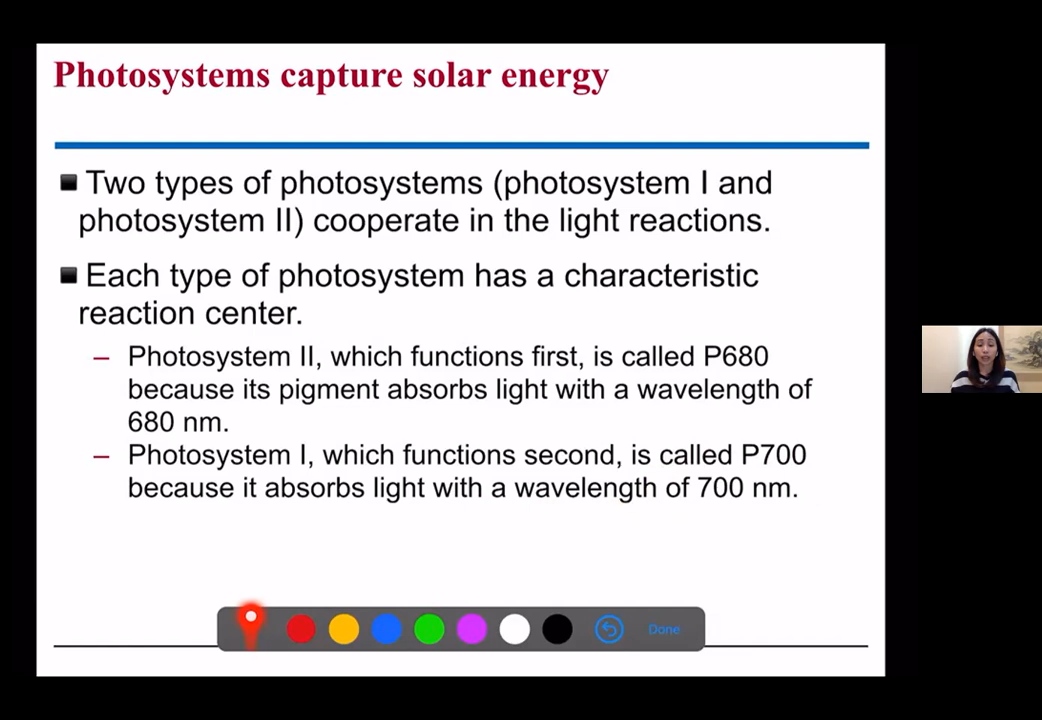 Photosystems capture solar energy
Two types of photosystems (photosystem I and
photosystem II) cooperate in the light reactions.
Each type of photosystem has a characteristic
reaction center.
– Photosystem II, which functions first, is called P680
because its pigment absorbs light with a wavelength of
680 nm.
– Photosystem I, which functions second, is called P700
because it absorbs light with a wavelength of 700 nm.
Done